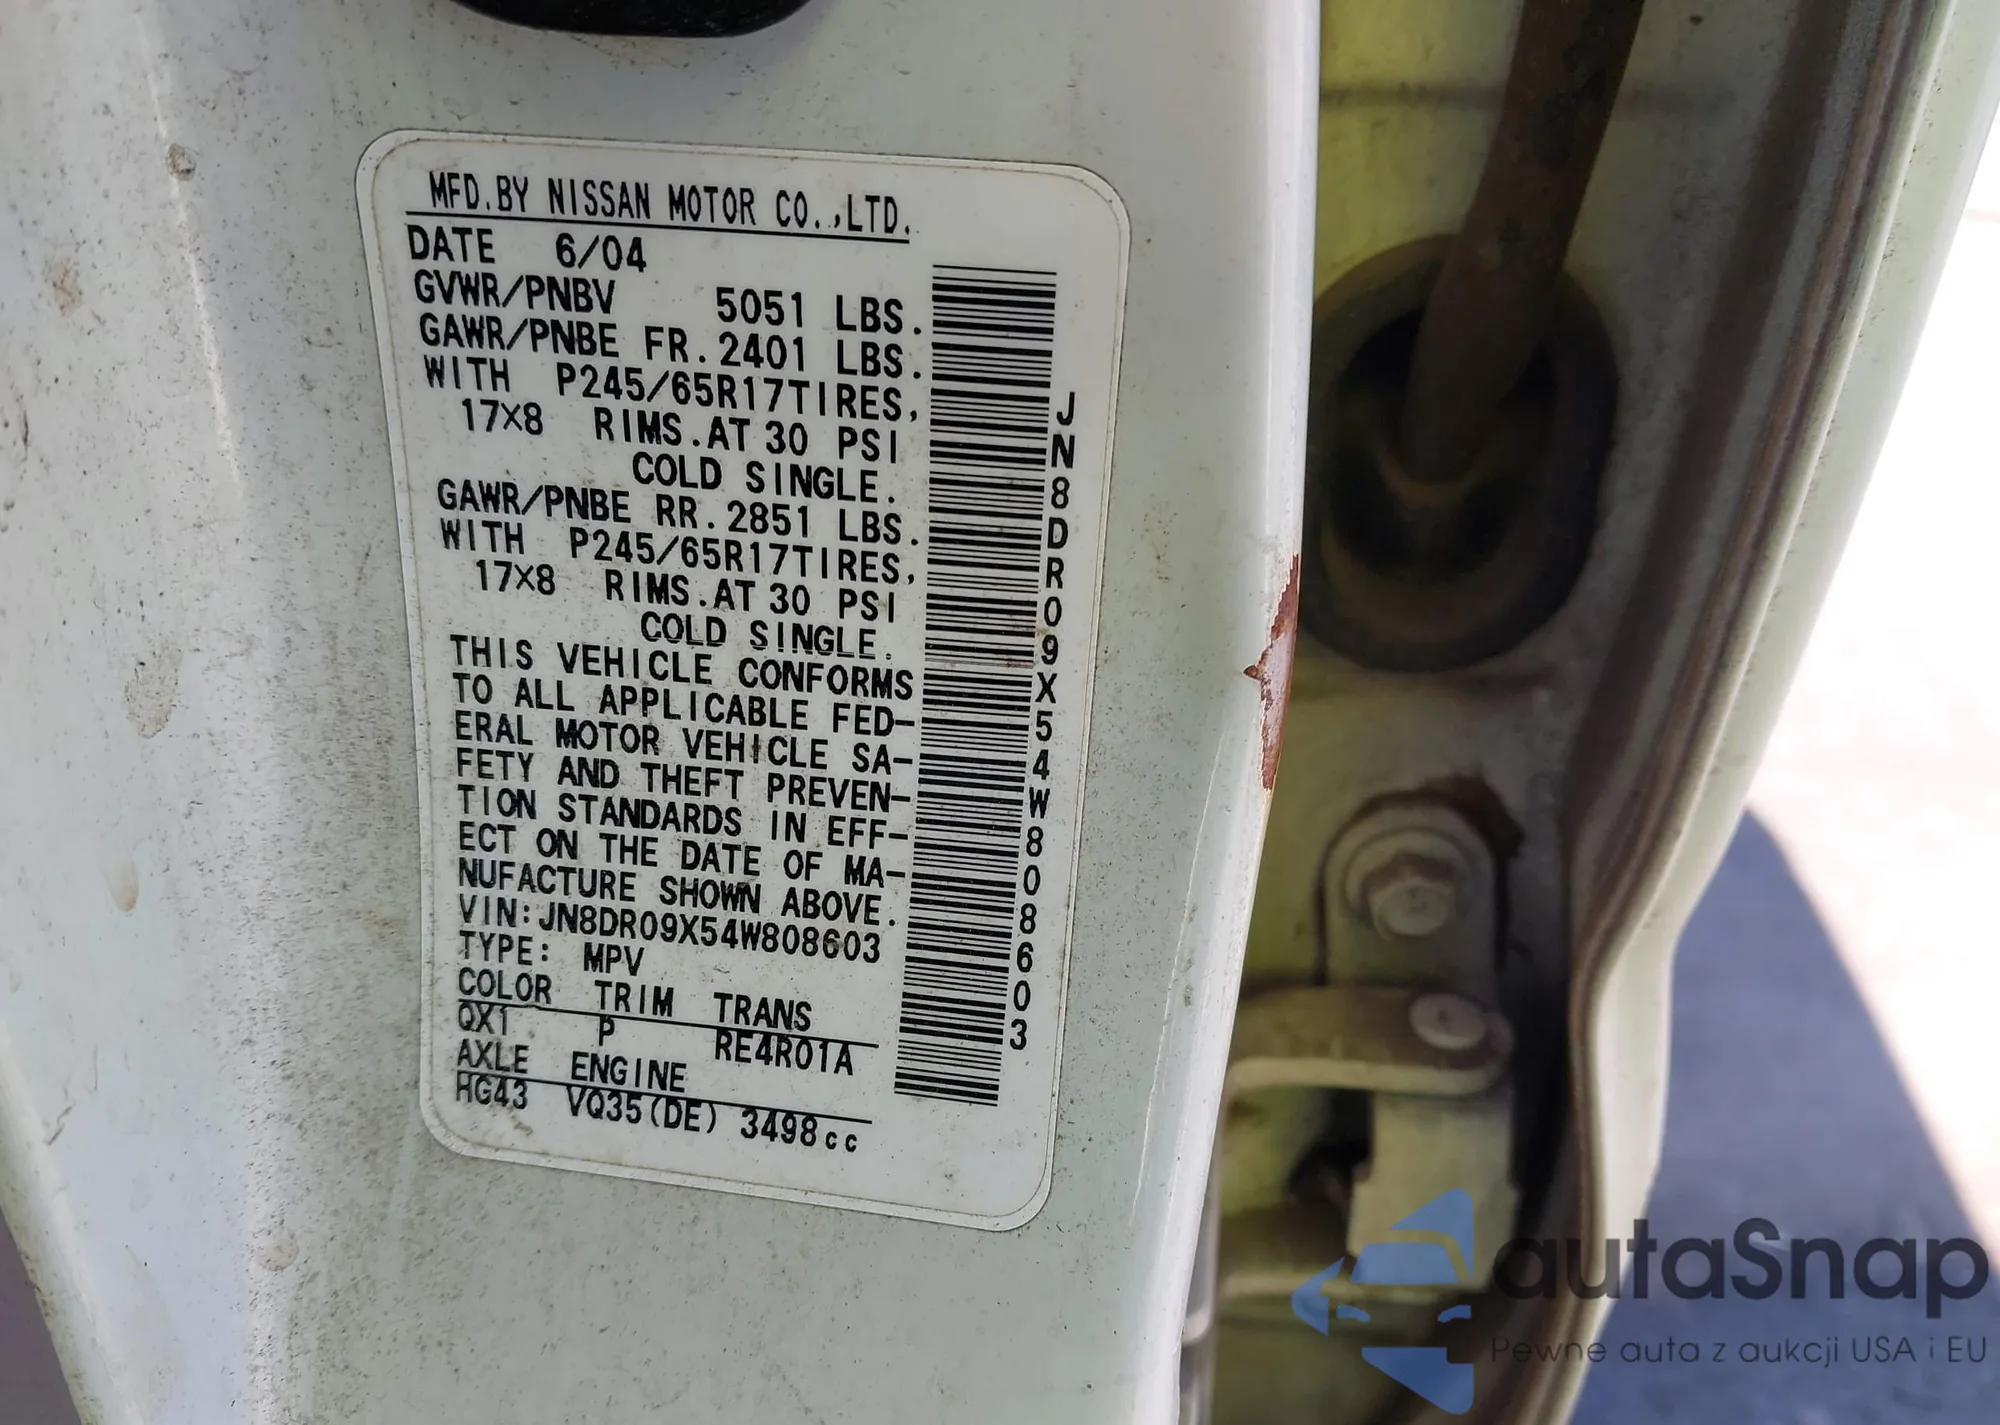 MFD.BY NISSAN MOTOR CO.,LTD.
DATE 6/04
GVWR/PNBV 5051 LBS.
GAWR/PNBE FR.2401 LBS.
WITH P245/65R17TIRES,
17X8 RIMS.AT 30 PSI
COLD SINGLE.
GAWR/PNBE RR.2851 LBS.
WITH P245/65R17TIRES,
17X8 RIMS.AT 30 PSI
COLD SINGLE.
THIS VEHICLE CONFORMS
TO ALL APPLICABLE FED-
ERAL MOTOR VEHICLE SA-
FETY AND THEFT PREVEN-
TION STANDARDS IN EFF-
ECT ON THE DATE OF MA-
NUFACTURE SHOWN ABOVE.
VIN:JN8DR09X54W808603
TYPE: MPV
COLOR TRIM TRANS
QX1 P RE4R01A
AXLE ENGINE
HG43 VQ35(DE) 3498cc
JN8DR09X54W808603
autaSnap
Pewne auta z aukcji USA i EU